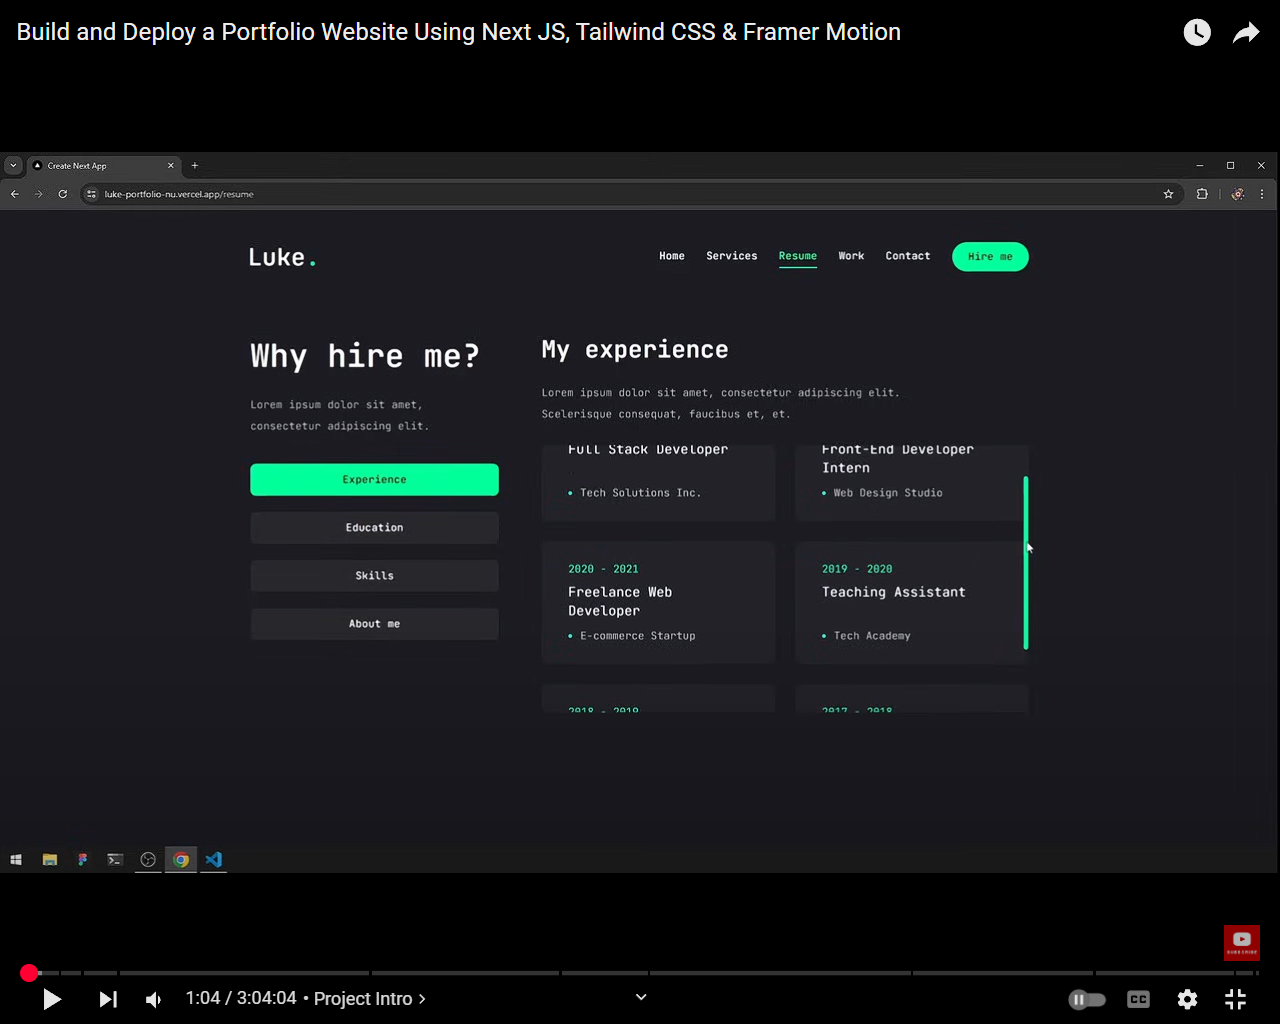 Build and Deploy a Portfolio Website Using Next JS, Tailwind CSS & Framer Motion
Create Next App
luke-portfolio-nu.vercel.app/resume
Luke.
Home Services Resume Work Contact Hire me
Why hire me?
Lorem ipsum dolor sit amet,
consectetur adipiscing elit.
Experience
Education
Skills
About me
My experience
Lorem ipsum dolor sit amet, consectetur adipiscing elit.
Scelerisque consequat, faucibus et, et.
Full Stack Developer
Tech Solutions Inc.
Front-End Developer
Intern
Web Design Studio
2020 - 2021
Freelance Web
Developer
E-commerce Startup
2019 - 2020
Teaching Assistant
Tech Academy
2018 - 2019
2017 - 2018
SUBSCRIBE
1:04 / 3:04:04 • Project Intro
CC